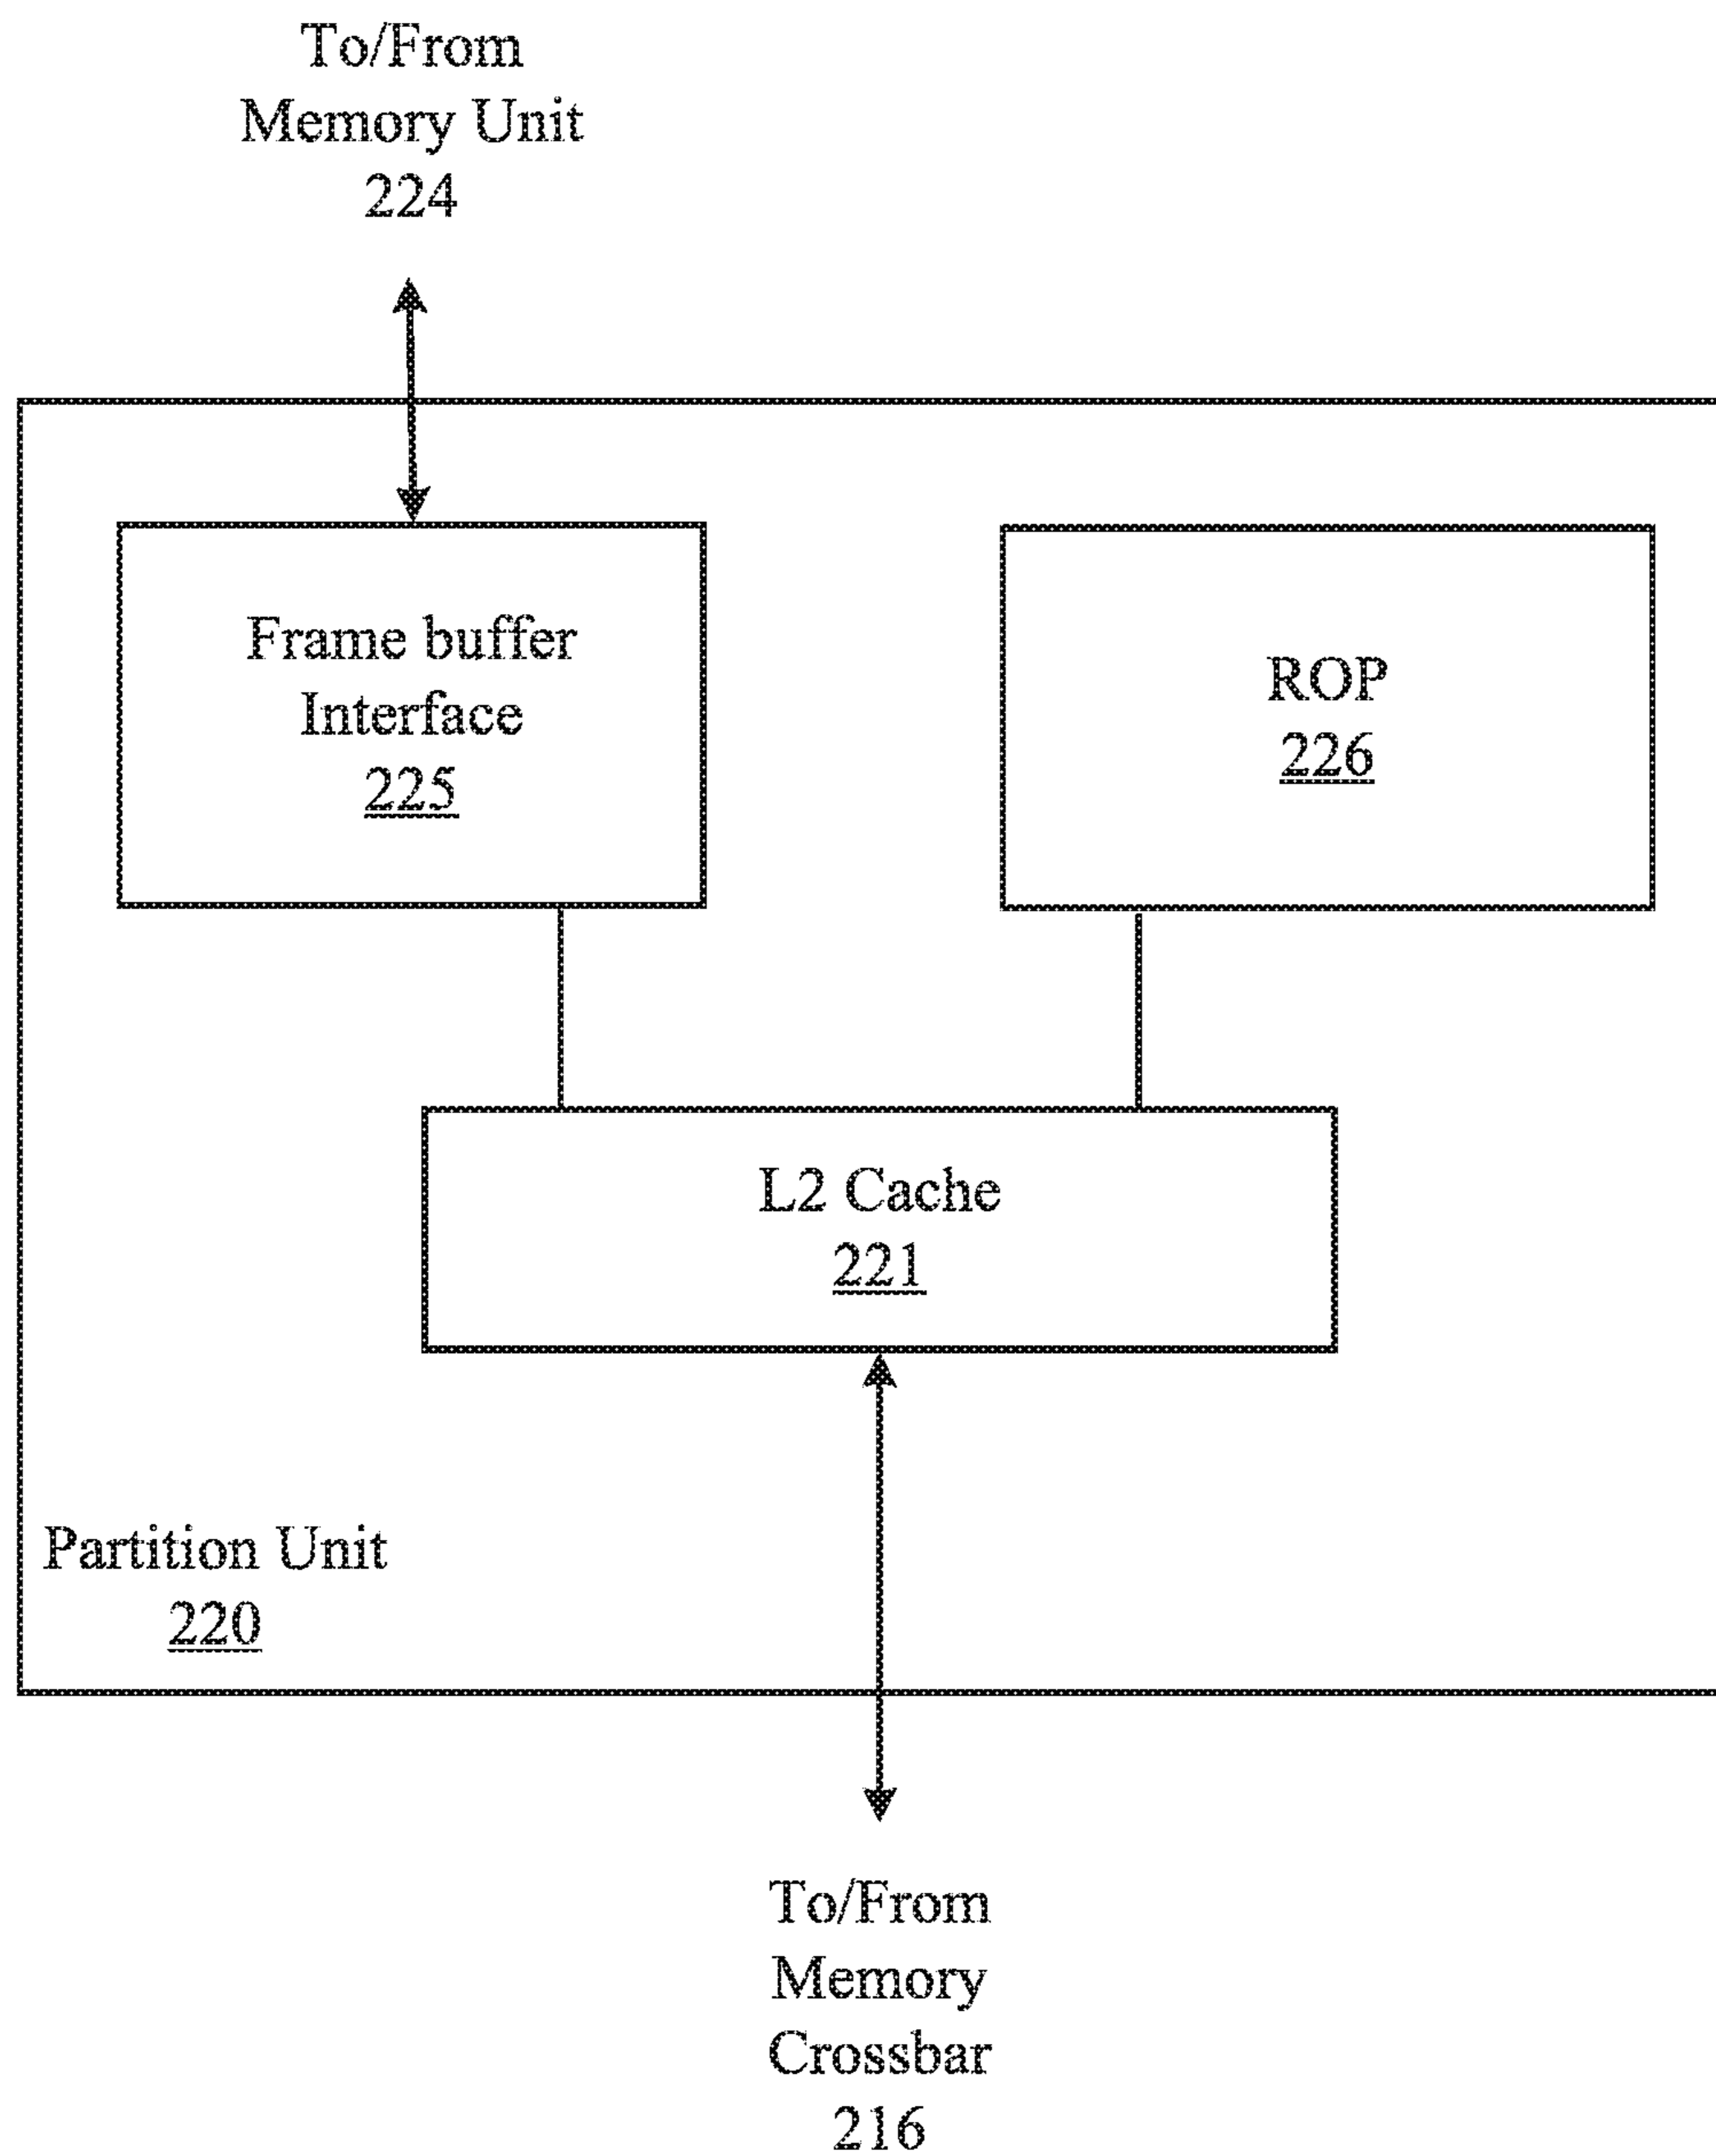 To/From
Memory Unit
224
Frame buffer
Interface
225
ROP
226
L2 Cache
221
Partition Unit
220
To/From
Memory
Crossbar
216